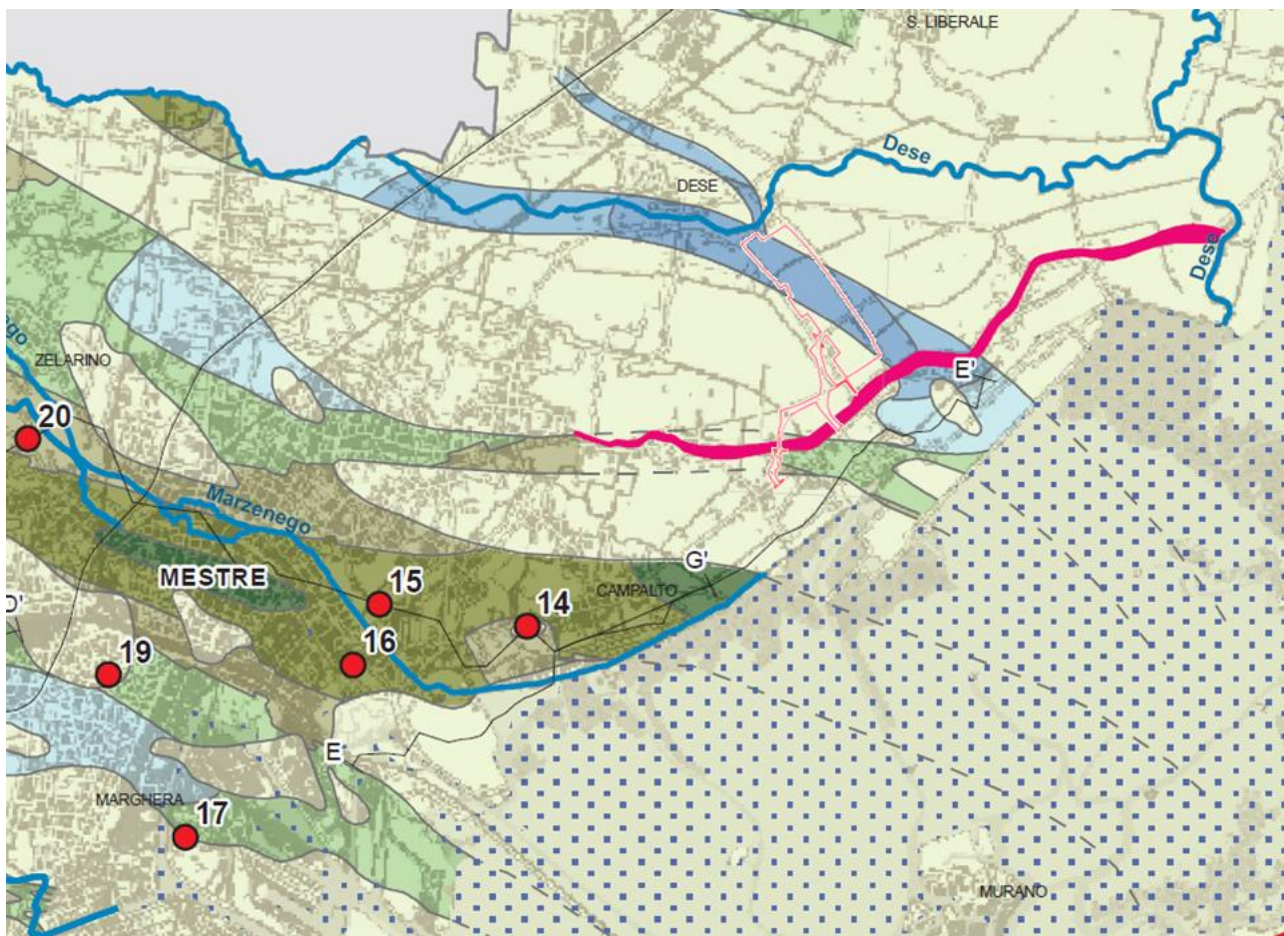 S. LIBERALE
Dese
DESE
Dese
ZELARINO
20
E'
Marzenego
MESTRE
15
G'
CAMPALTO
14
16
19
E
MARGHERA
17
MURANO